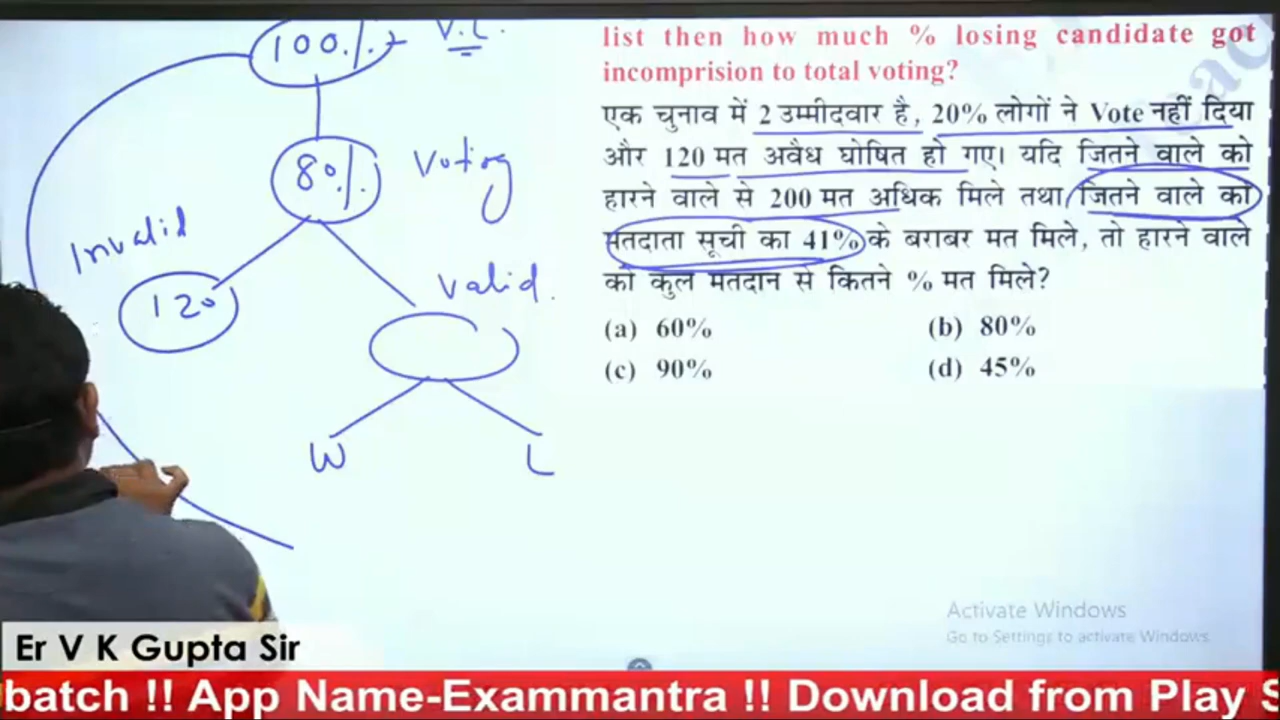 100% V.L.
80% Voting
Invalid
120
Valid.
W L
list then how much % losing candidate got
incomprision to total voting?
एक चुनाव में 2 उम्मीदवार है, 20% लोगों ने Vote नहीं दिया
और 120 मत अवैध घोषित हो गए। यदि जितने वाले को
हारने वाले से 200 मत अधिक मिले तथा जितने वाले को
मतदाता सूची का 41% के बराबर मत मिले, तो हारने वाले
को कुल मतदान से कितने % मत मिले?
(a) 60% (b) 80%
(c) 90% (d) 45%
Activate Windows
Go to Settings to activate Windows.
Er V K Gupta Sir
batch !! App Name-Exammantra !! Download from Play S